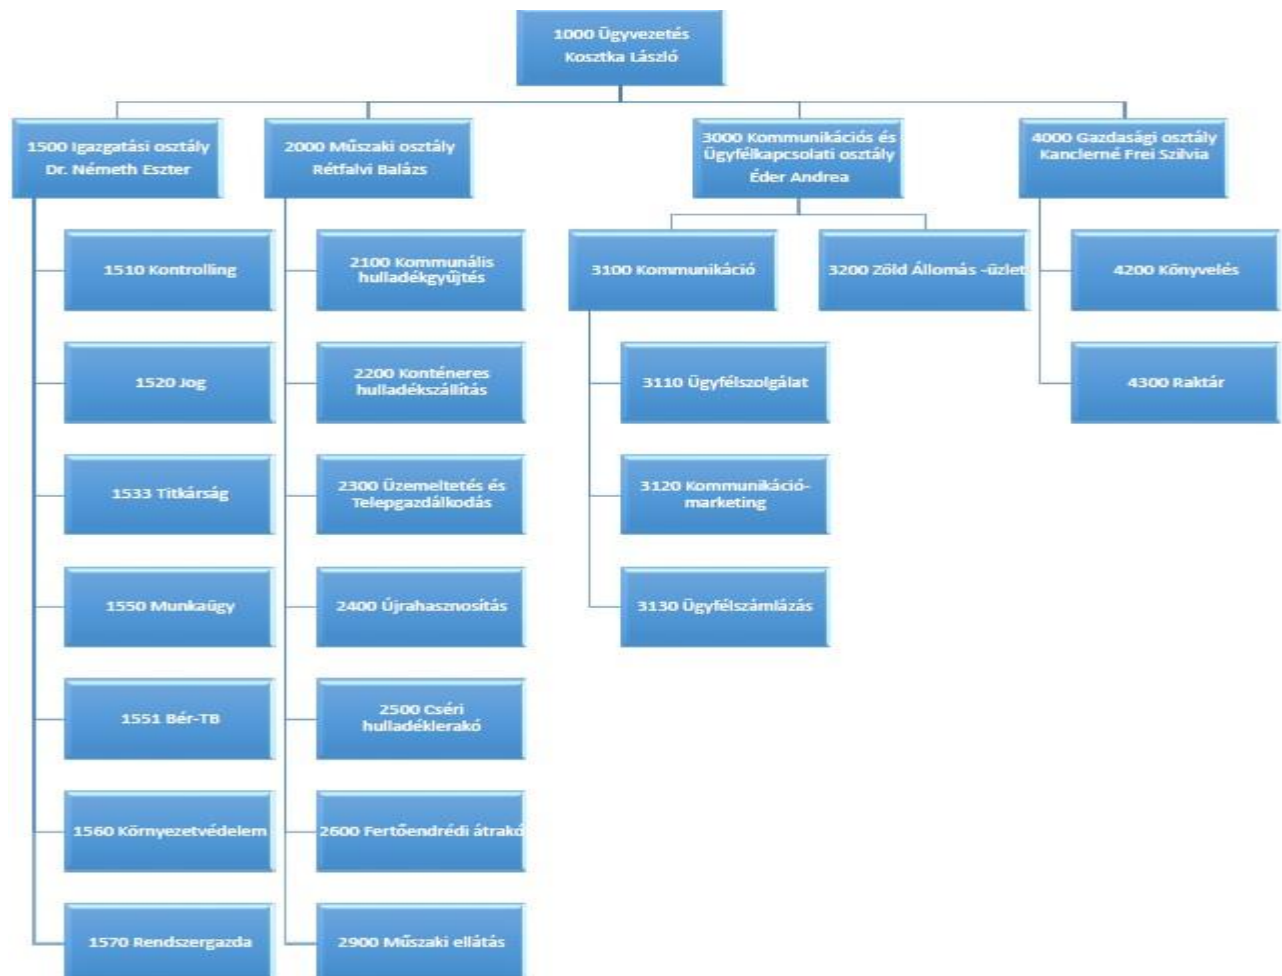 1000 Ügyvezetés
Kosztka László
1500 Igazgatási osztály
Dr. Németh Eszter
2000 Műszaki osztály
Rétfalvi Balázs
3000 Kommunikációs és
Ügyfélkapcsolati osztály
Éder Andrea
4000 Gazdasági osztály
Kanclerné Frei Szilvia
1510 Kontrolling
1520 Jog
1533 Titkárság
1550 Munkaügy
1551 Bér-TB
1560 Környezetvédelem
1570 Rendszergazda
2100 Kommunális
hulladékgyűjtés
2200 Konténeres
hulladékszállítás
2300 Üzemeltetés és
Telepgazdálkodás
2400 Újrahasznosítás
2500 Cséri
hulladéklerakó
2600 Fertőendrédi átrakó
2900 Műszaki ellátás
3100 Kommunikáció
3110 Ügyfélszolgálat
3120 Kommunikáció-
marketing
3130 Ügyfélszámlázás
3200 Zöld Állomás -üzlet
4200 Könyvelés
4300 Raktár